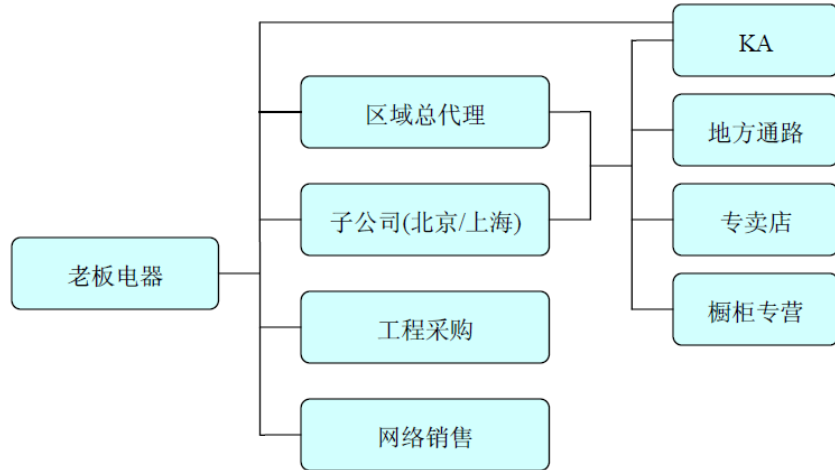 KA
区域总代理
地方通路
子公司(北京/上海)
专卖店
老板电器
工程采购
橱柜专营
网络销售